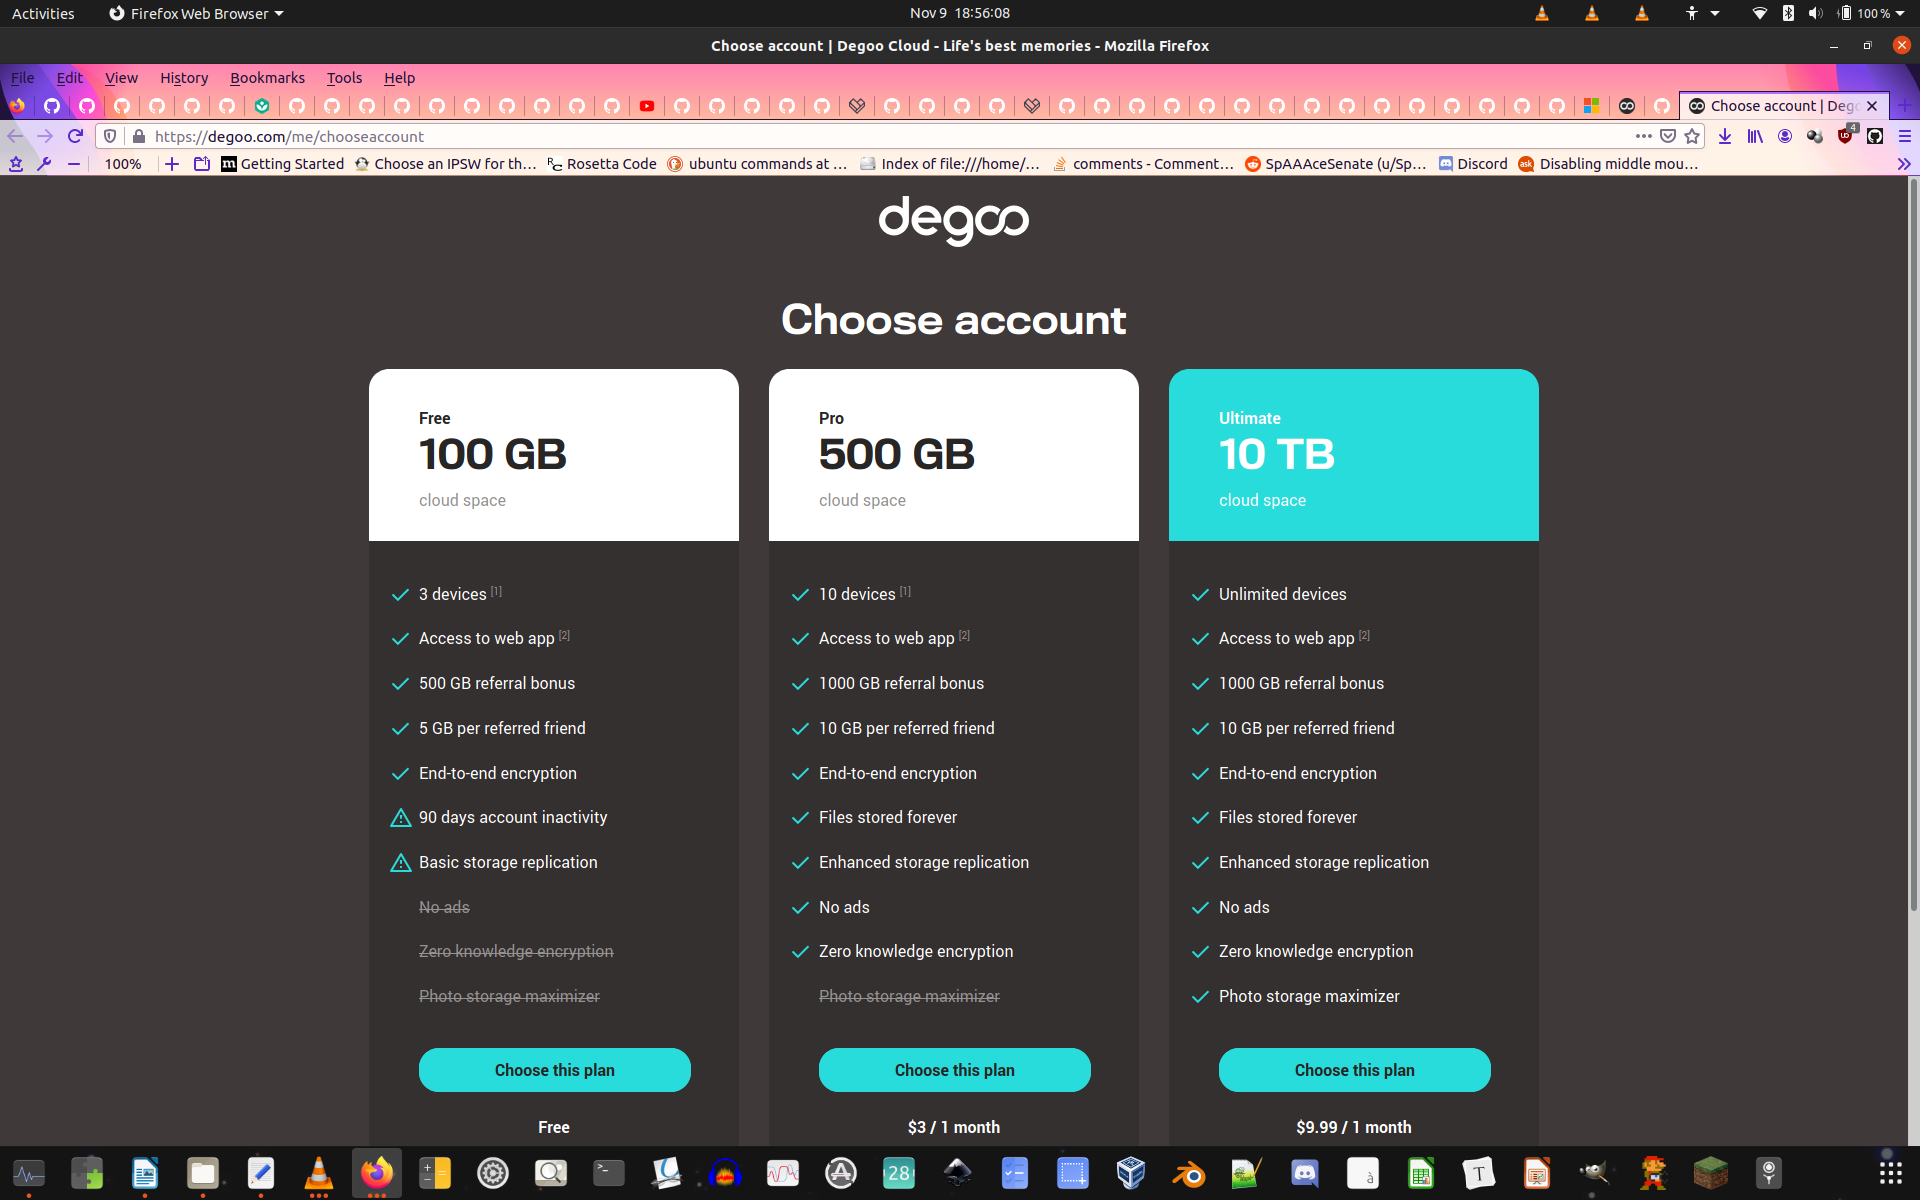 Activities
Firefox Web Browser
Nov 9 18:56:08
100 %
Choose account | Degoo Cloud - Life's best memories - Mozilla Firefox
File Edit View History Bookmarks Tools Help
Choose account | Dego
https://degoo.com/me/chooseaccount
4
100%
Getting Started
Choose an IPSW for th…
Rosetta Code
ubuntu commands at …
Index of file:///home/…
comments - Comment…
SpAAAceSenate (u/Sp…
Discord
Disabling middle mou…
degoo
Choose account
Free
100 GB
cloud space
3 devices [1]
Access to web app [2]
500 GB referral bonus
5 GB per referred friend
End-to-end encryption
90 days account inactivity
Basic storage replication
No ads
Zero knowledge encryption
Photo storage maximizer
Choose this plan
Free
Pro
500 GB
cloud space
10 devices [1]
Access to web app [2]
1000 GB referral bonus
10 GB per referred friend
End-to-end encryption
Files stored forever
Enhanced storage replication
No ads
Zero knowledge encryption
Photo storage maximizer
Choose this plan
$3 / 1 month
Ultimate
10 TB
cloud space
Unlimited devices
Access to web app [2]
1000 GB referral bonus
10 GB per referred friend
End-to-end encryption
Files stored forever
Enhanced storage replication
No ads
Zero knowledge encryption
Photo storage maximizer
Choose this plan
$9.99 / 1 month
28